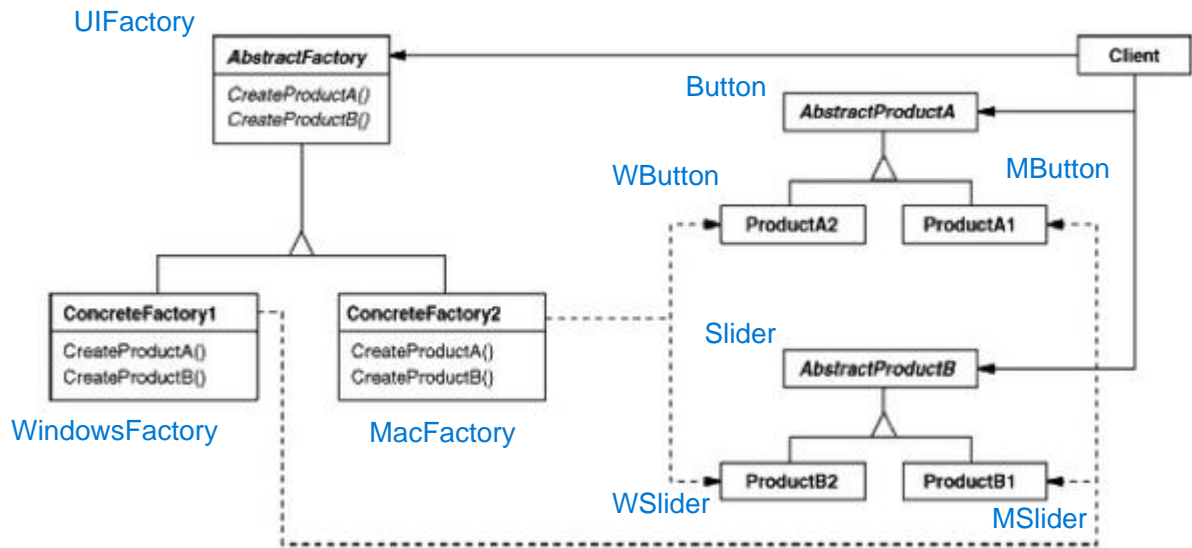 UIFactory
AbstractFactory
CreateProductA()
CreateProductB()
Client
Button
AbstractProductA
WButton
MButton
ProductA2
ProductA1
ConcreteFactory1
CreateProductA()
CreateProductB()
WindowsFactory
ConcreteFactory2
CreateProductA()
CreateProductB()
MacFactory
Slider
AbstractProductB
ProductB2
ProductB1
WSlider
MSlider